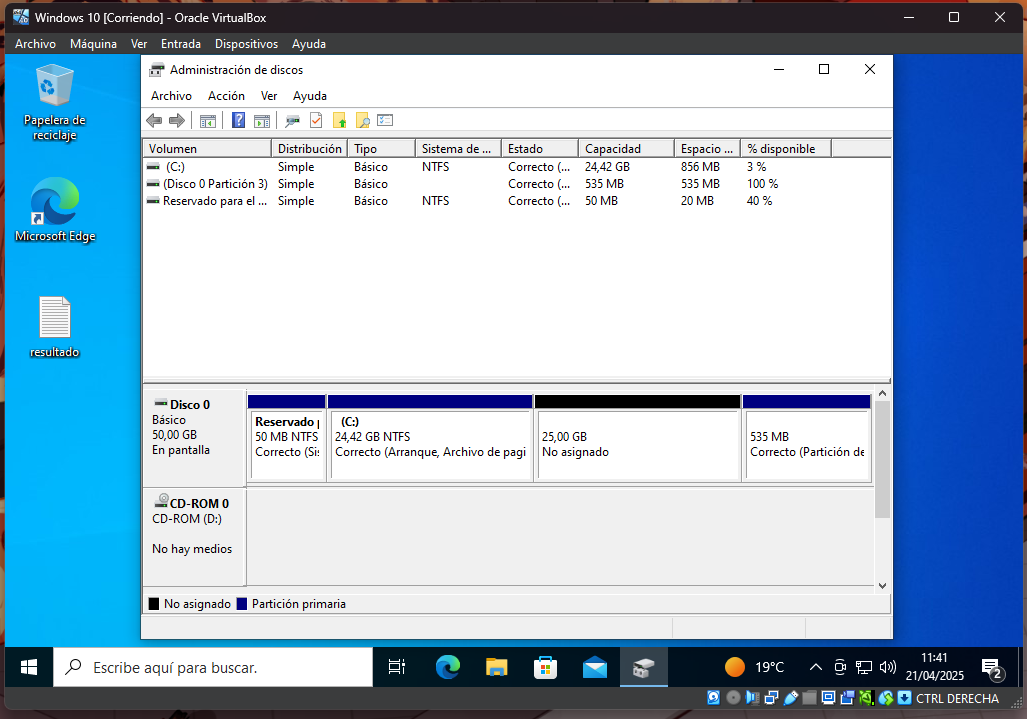 Windows 10 [Corriendo] - Oracle VirtualBox
Archivo Máquina Ver Entrada Dispositivos Ayuda
Papelera de reciclaje
Microsoft Edge
resultado
Administración de discos
Archivo Acción Ver Ayuda
Volumen Distribución Tipo Sistema de ... Estado Capacidad Espacio ... % disponible
(C:) Simple Básico NTFS Correcto (... 24,42 GB 856 MB 3 %
(Disco 0 Partición 3) Simple Básico Correcto (... 535 MB 535 MB 100 %
Reservado para el ... Simple Básico NTFS Correcto (... 50 MB 20 MB 40 %
Disco 0
Básico
50,00 GB
En pantalla
Reservado
50 MB NTFS
Correcto (Si
(C:)
24,42 GB NTFS
Correcto (Arranque, Archivo de pagi
25,00 GB
No asignado
535 MB
Correcto (Partición de
CD-ROM 0
CD-ROM (D:)
No hay medios
No asignado Partición primaria
Escribe aquí para buscar.
19°C
11:41
21/04/2025
2
CTRL DERECHA